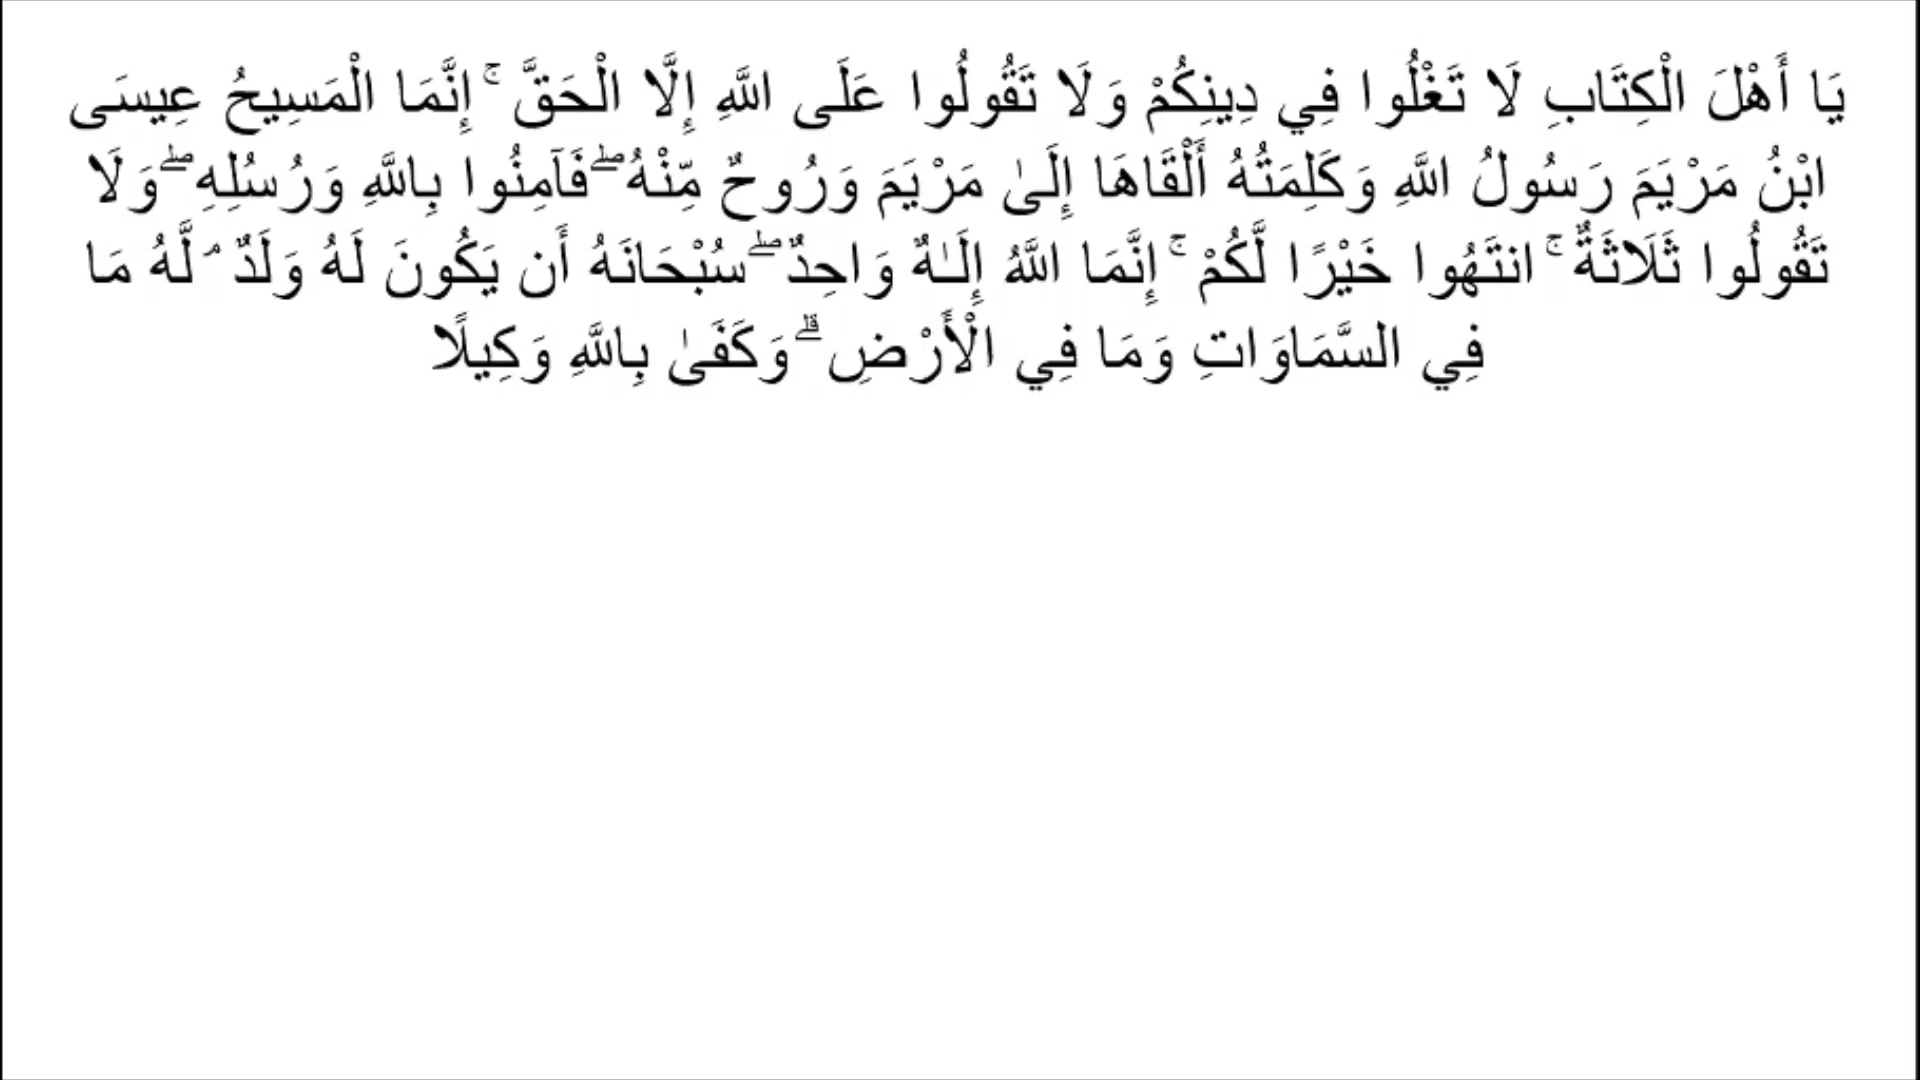 يَا أَهْلَ الْكِتَابِ لَا تَغْلُوا فِي دِينِكُمْ وَلَا تَقُولُوا عَلَى اللَّهِ إِلَّا الْحَقَّ ۚ إِنَّمَا الْمَسِيحُ عِيسَى
ابْنُ مَرْيَمَ رَسُولُ اللَّهِ وَكَلِمَتُهُ أَلْقَاهَا إِلَىٰ مَرْيَمَ وَرُوحٌ مِّنْهُ ۖ فَآمِنُوا بِاللَّهِ وَرُسُلِهِ ۖ وَلَا
تَقُولُوا ثَلَاثَةٌ ۚ انتَهُوا خَيْرًا لَّكُمْ ۚ إِنَّمَا اللَّهُ إِلَـٰهٌ وَاحِدٌ ۖ سُبْحَانَهُ أَن يَكُونَ لَهُ وَلَدٌ ۘ لَّهُ مَا
فِي السَّمَاوَاتِ وَمَا فِي الْأَرْضِ ۗ وَكَفَىٰ بِاللَّهِ وَكِيلًا